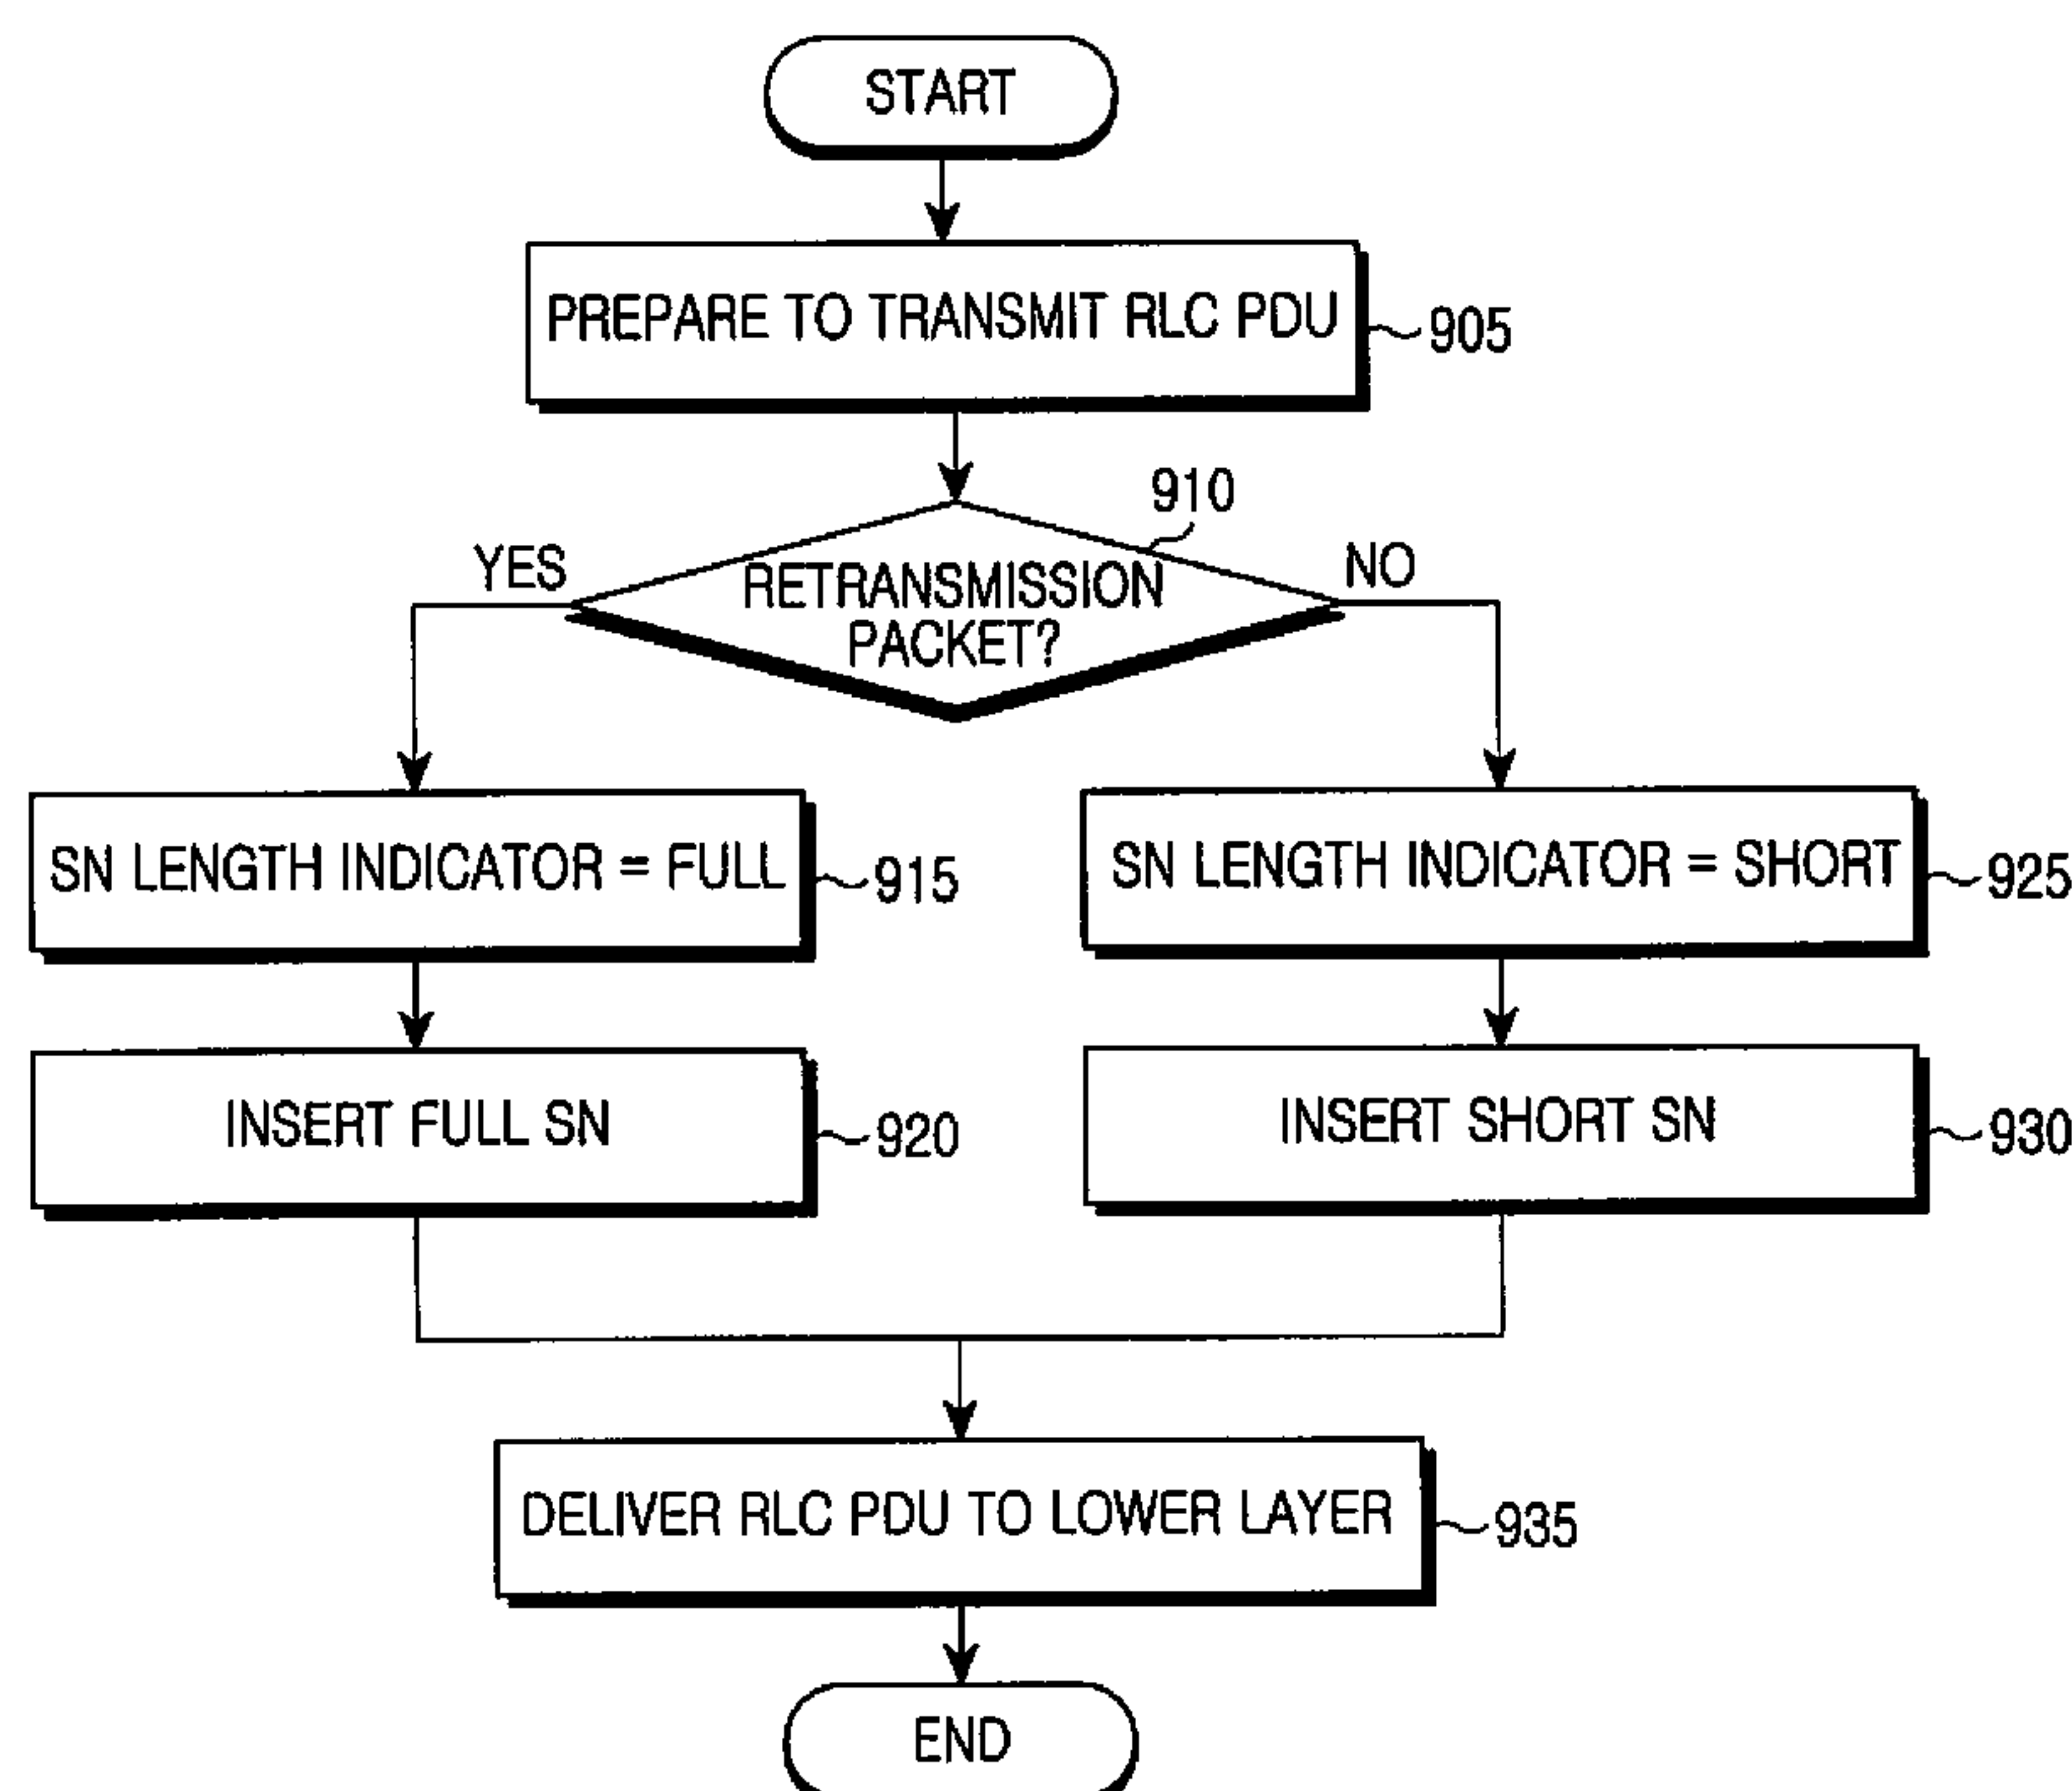 START
PREPARE TO TRANSMIT RLC PDU
905
910
YES
NO
RETRANSMISSION
PACKET?
SN LENGTH INDICATOR = FULL
915
SN LENGTH INDICATOR = SHORT
925
INSERT FULL SN
920
INSERT SHORT SN
930
DELIVER RLC PDU TO LOWER LAYER
935
END